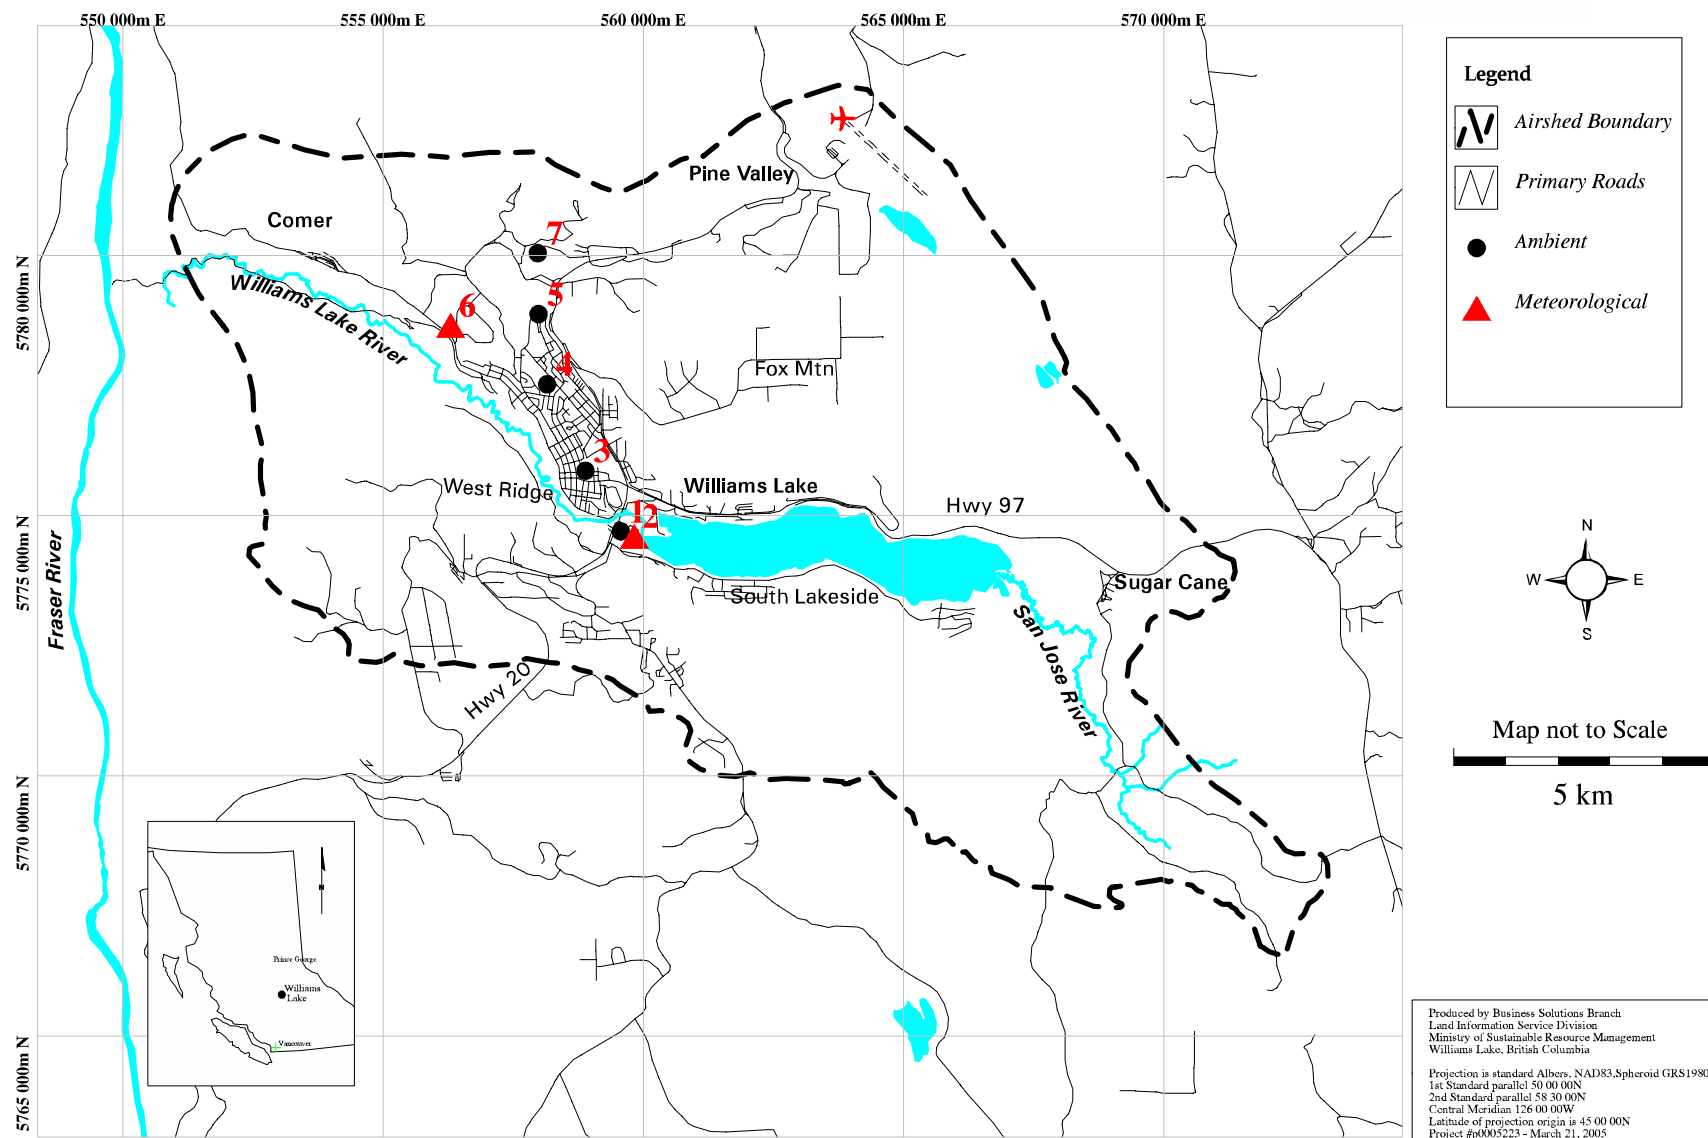 550 000m E 555 000m E 560 000m E 565 000m E 570 000m E
5780 000m N
5775 000m N
5770 000m N
5765 000m N
Pine Valley
Comer
7
Williams Lake River
6
5
4
Fox Mtn
3
West Ridge
Williams Lake
Hwy 97
12
Fraser River
South Lakeside
Sugar Cane
San Jose River
Hwy 20
Legend
Airshed Boundary
Primary Roads
Ambient
Meteorological
N
W E
S
Map not to Scale
5 km
N
Prince George
Williams
Lake
Vancouver
Produced by Business Solutions Branch
Land Information Service Division
Ministry of Sustainable Resource Management
Williams Lake, British Columbia
Projection is standard Albers, NAD83,Spheroid GRS1980
1st Standard parallel 50 00 00N
2nd Standard parallel 58 30 00N
Central Meridian 126 00 00W
Latitude of projection origin is 45 00 00N
Project #p0005223 - March 21, 2005